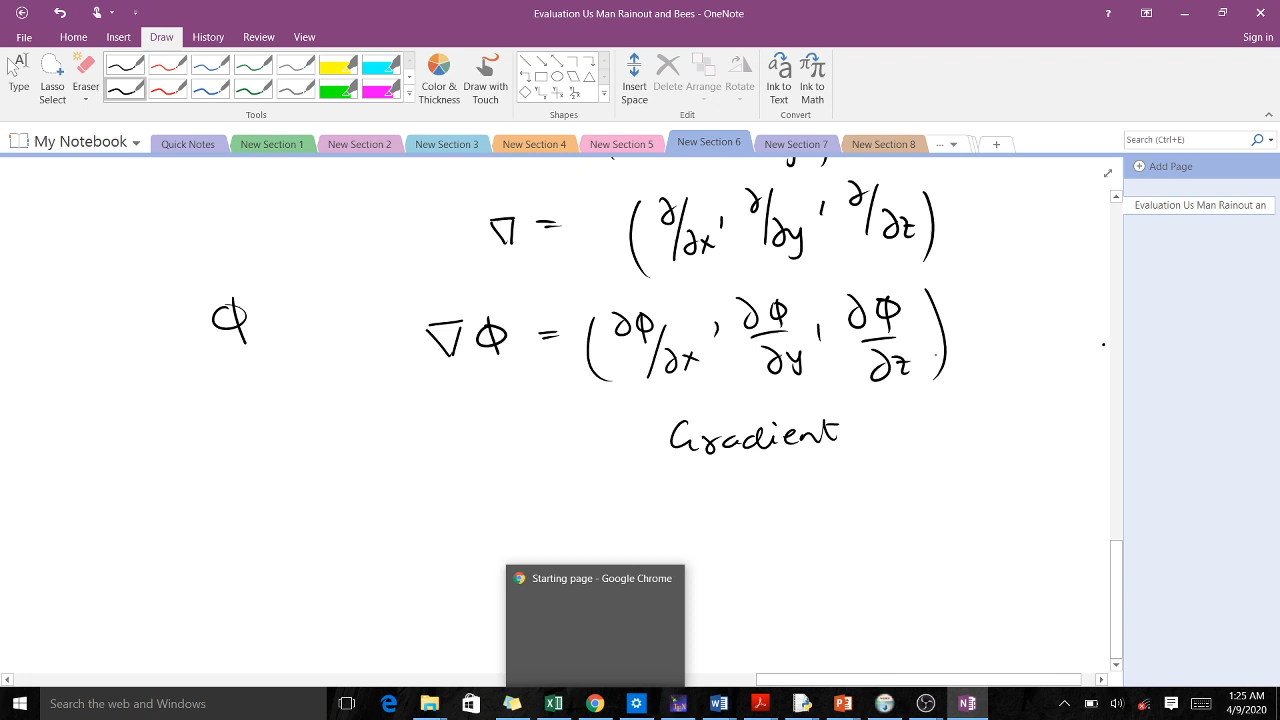 Evaluation Us Man Rainout and Bees - OneNote
File Home Insert Draw History Review View Sign in
Type Lasso Select Eraser Color & Thickness Draw with Touch Insert Space Delete Arrange Rotate Ink to Text Ink to Math
Tools Shapes Edit Convert
My Notebook Quick Notes New Section 1 New Section 2 New Section 3 New Section 4 New Section 5 New Section 6 New Section 7 New Section 8 ... + Search (Ctrl+E)
Add Page
Evaluation Us Man Rainout an
∇ = (∂/∂x, ∂/∂y, ∂/∂z)
ϕ ∇ϕ = (∂ϕ/∂x, ∂ϕ/∂y, ∂ϕ/∂z)
Gradient
Starting page - Google Chrome
Search the web and Windows
1:25 AM
4/9/2020